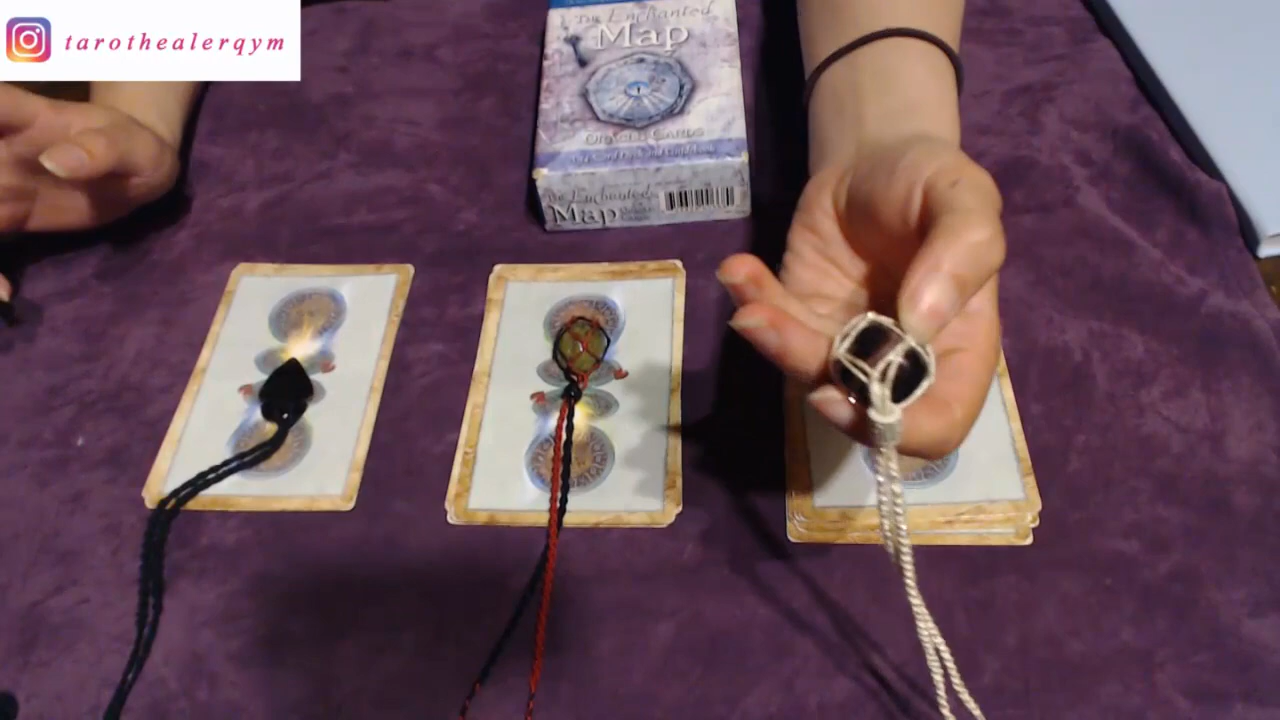 tarothealerqym
The Enchanted
Map
ORACLE CARDS
The Enchanted
Map